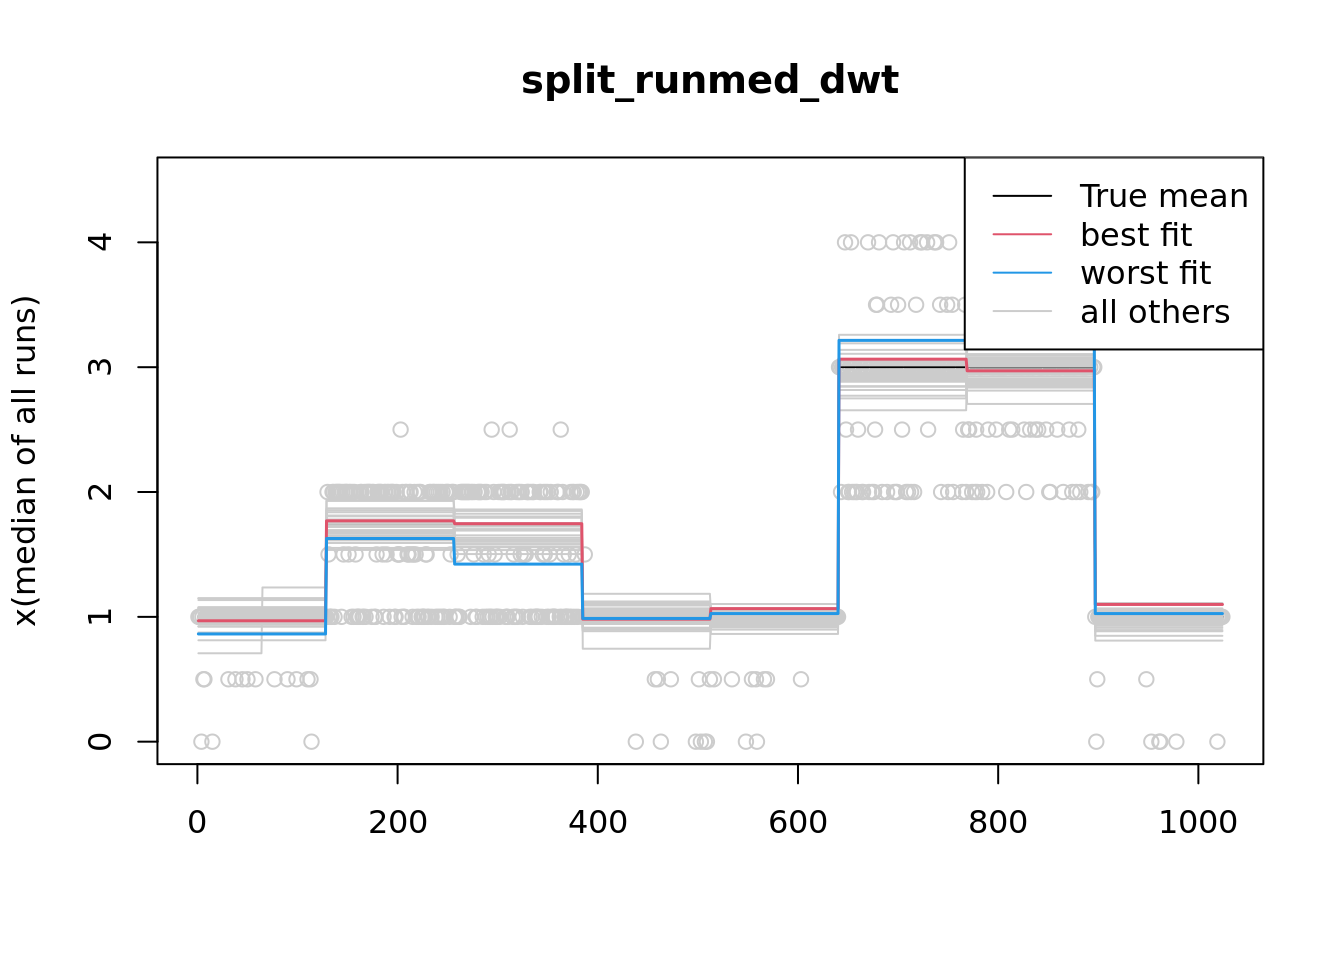 split_runmed_dwt
True mean
best fit
worst fit
all others
x(median of all runs)
4
3
2
1
0
0 200 400 600 800 1000